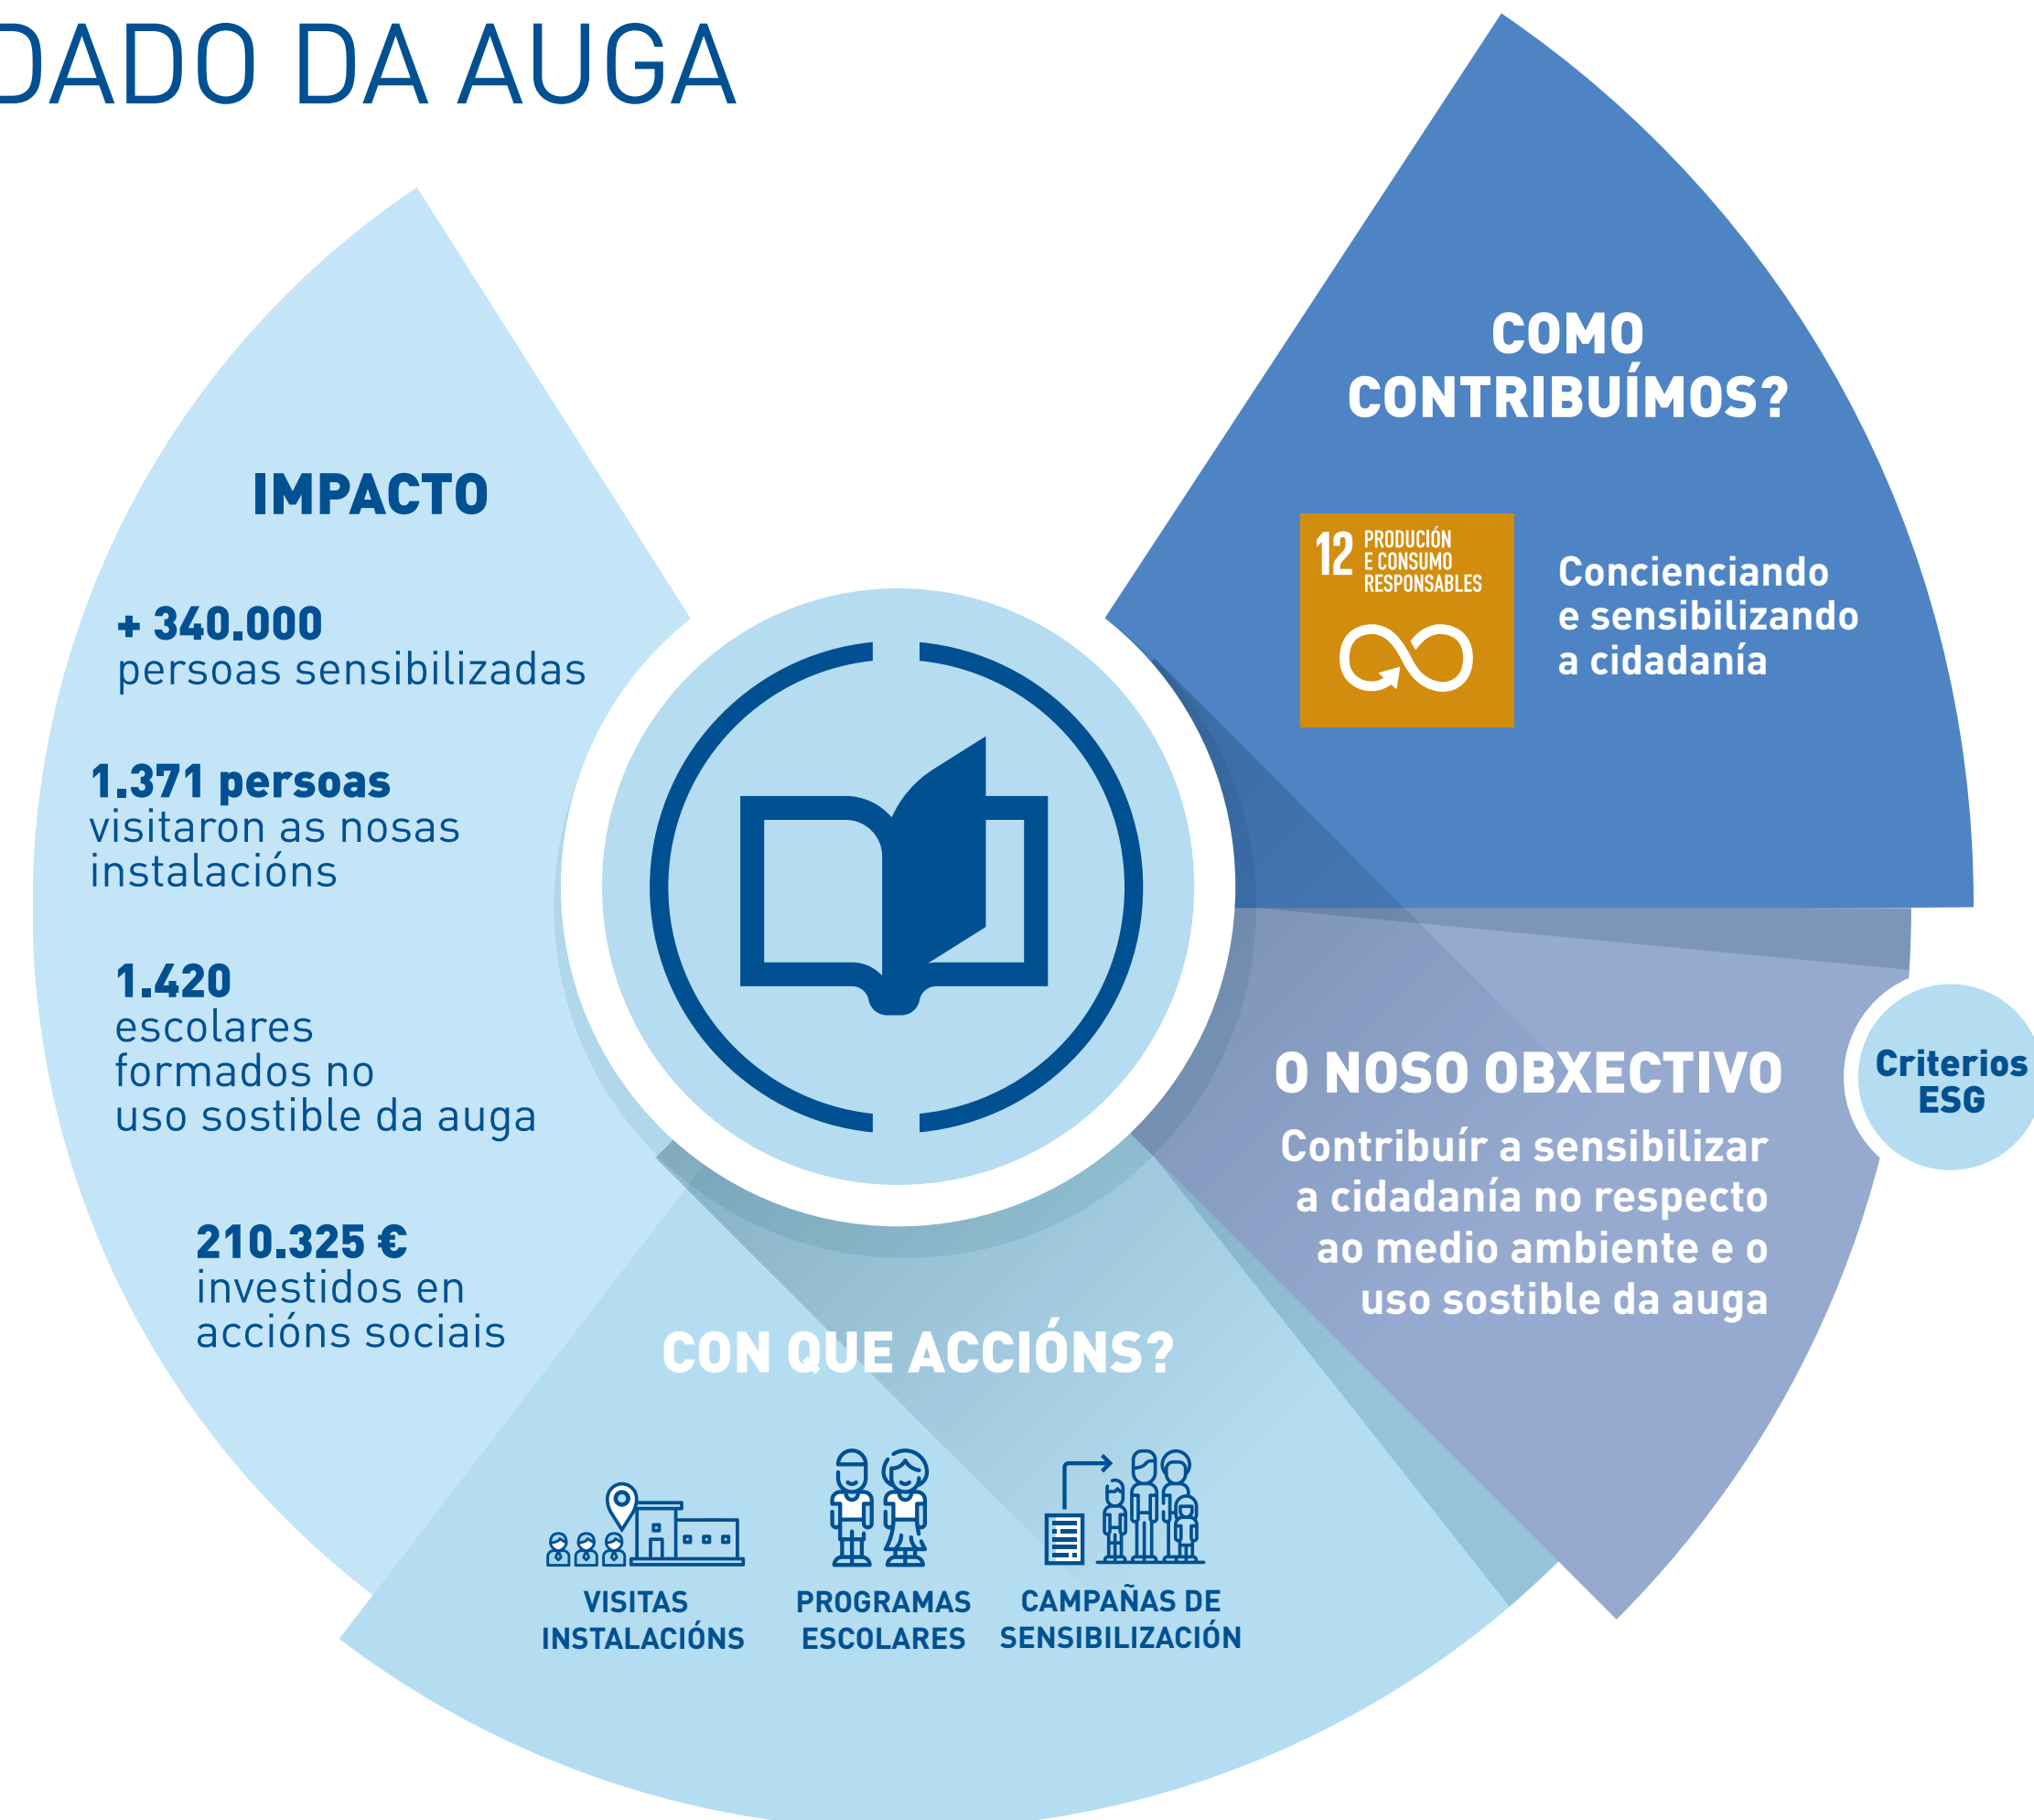 DADO DA AUGA
COMO
CONTRIBUÍMOS?
12 PRODUCIÓN
E CONSUMO
RESPONSABLES
Concienciando
e sensibilizando
a cidadanía
O NOSO OBXECTIVO
Contribuír a sensibilizar
a cidadanía no respecto
ao medio ambiente e o
uso sostible da auga
Criterios
ESG
CON QUE ACCIÓNS?
VISITAS
INSTALACIÓNS
PROGRAMAS
ESCOLARES
CAMPAÑAS DE
SENSIBILIZACIÓN
IMPACTO
+ 340.000
persoas sensibilizadas
1.371 persoas
visitaron as nosas
instalacións
1.420
escolares
formados no
uso sostible da auga
210.325 €
investidos en
accións sociais